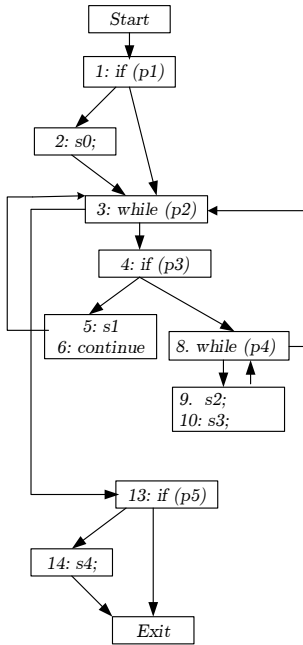 Start
1: if (p1)
2: s0;
3: while (p2)
4: if (p3)
5: s1
6: continue
8. while (p4)
9. s2;
10: s3;
13: if (p5)
14: s4;
Exit